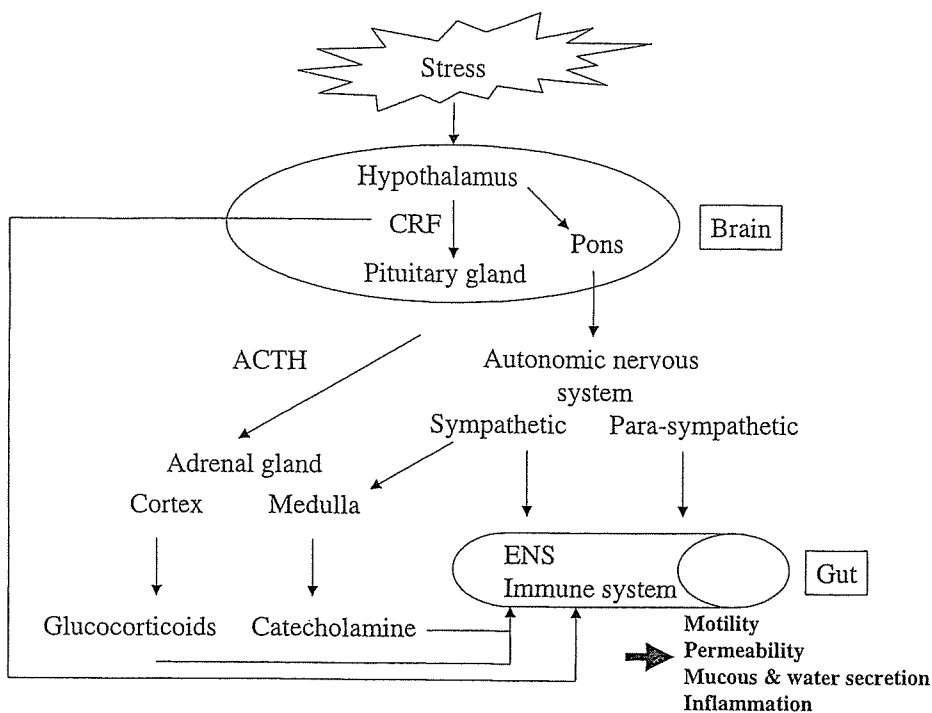 Stress
Hypothalamus
CRF
Pons
Brain
Pituitary gland
ACTH
Autonomic nervous
system
Sympathetic
Para-sympathetic
Adrenal gland
Cortex
Medulla
ENS
Immune system
Gut
Glucocorticoids
Catecholamine
Motility
Permeability
Mucous & water secretion
Inflammation